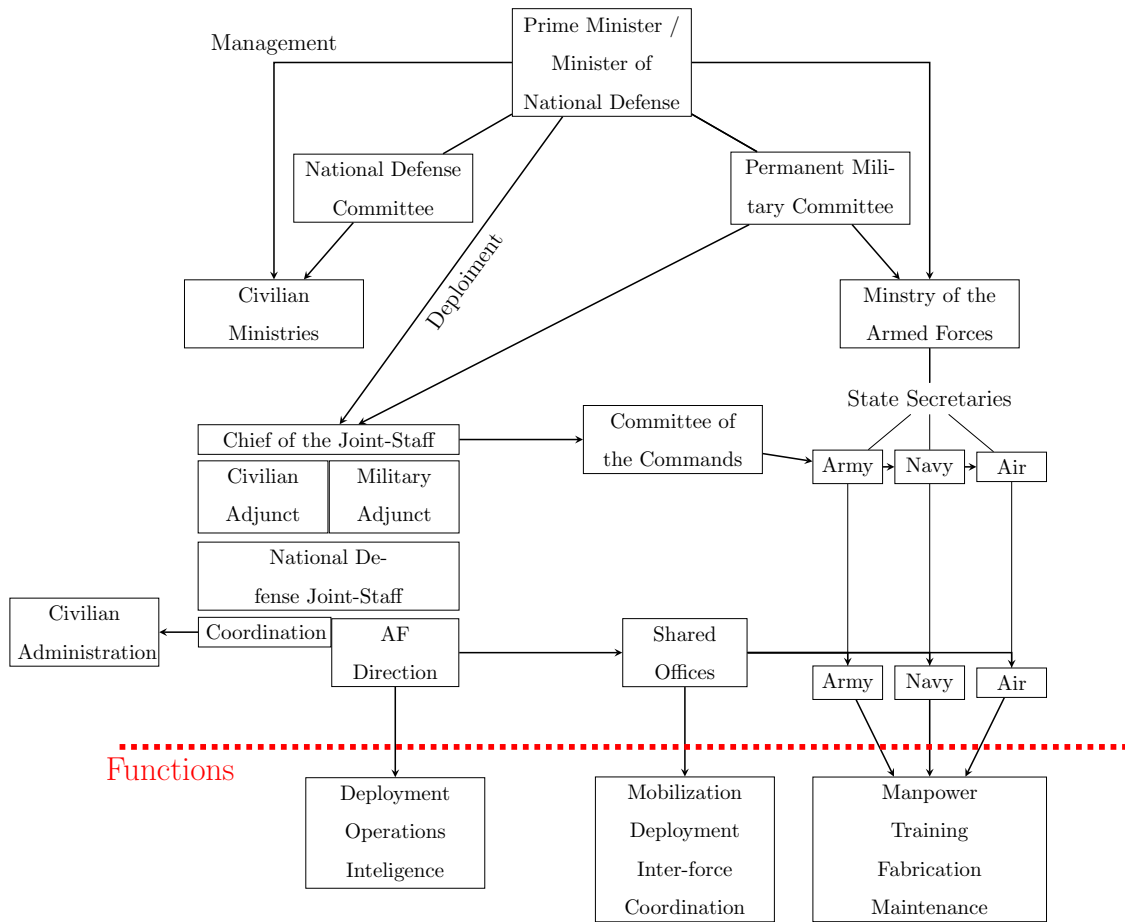 Prime Minister /
Minister of
National Defense
Management
National Defense
Committee
Permanent Mili-
tary Committee
Deploiment
Civilian
Ministries
Minstry of the
Armed Forces
State Secretaries
Chief of the Joint-Staff
Committee of
the Commands
Army
Navy
Air
Civilian
Adjunct
Military
Adjunct
National De-
fense Joint-Staff
Civilian
Administration
Coordination
AF
Direction
Shared
Offices
Army
Navy
Air
Functions
Deployment
Operations
Inteligence
Mobilization
Deployment
Inter-force
Coordination
Manpower
Training
Fabrication
Maintenance